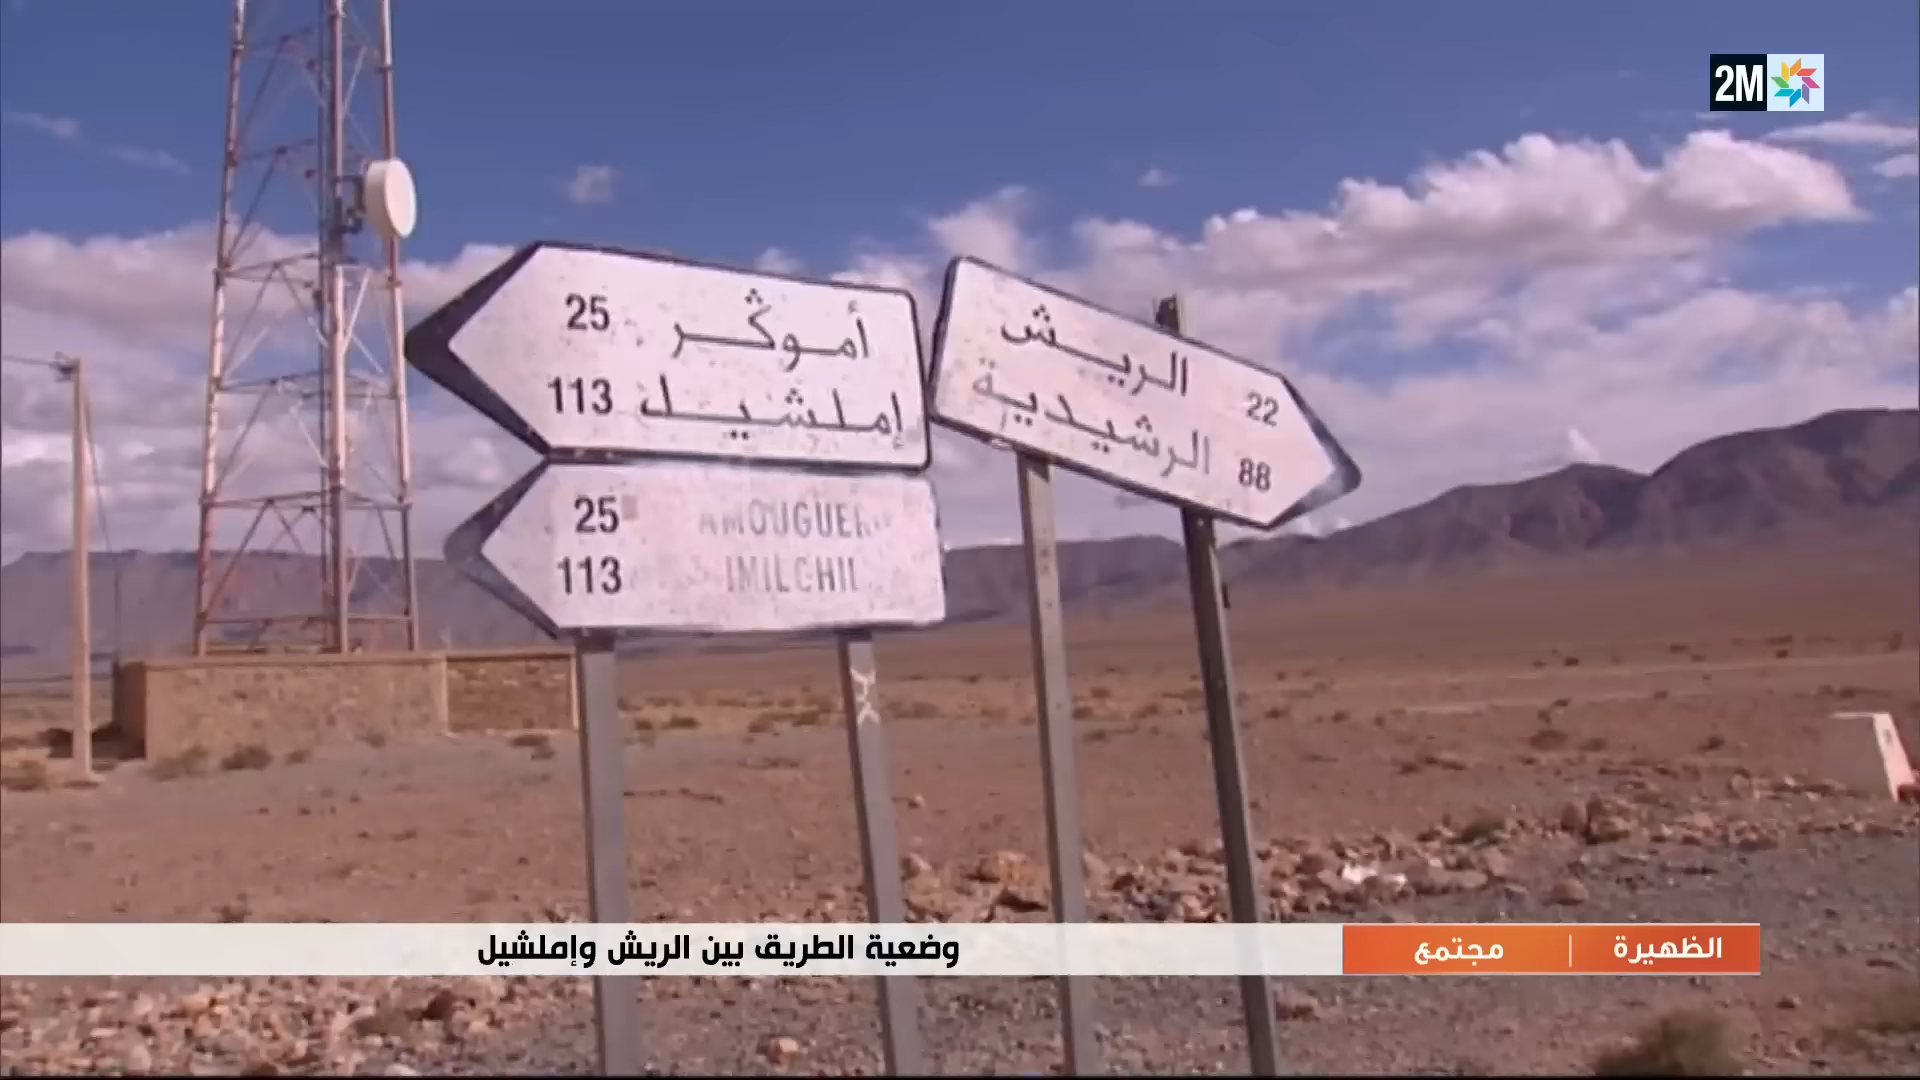 2M
25 أموڭر
113 إملشيل
25 AMOUGUER
113 IMILCHIL
الريش 22
الرشيدية 88
الظهيرة | مجتمع
وضعية الطريق بين الريش وإملشيل